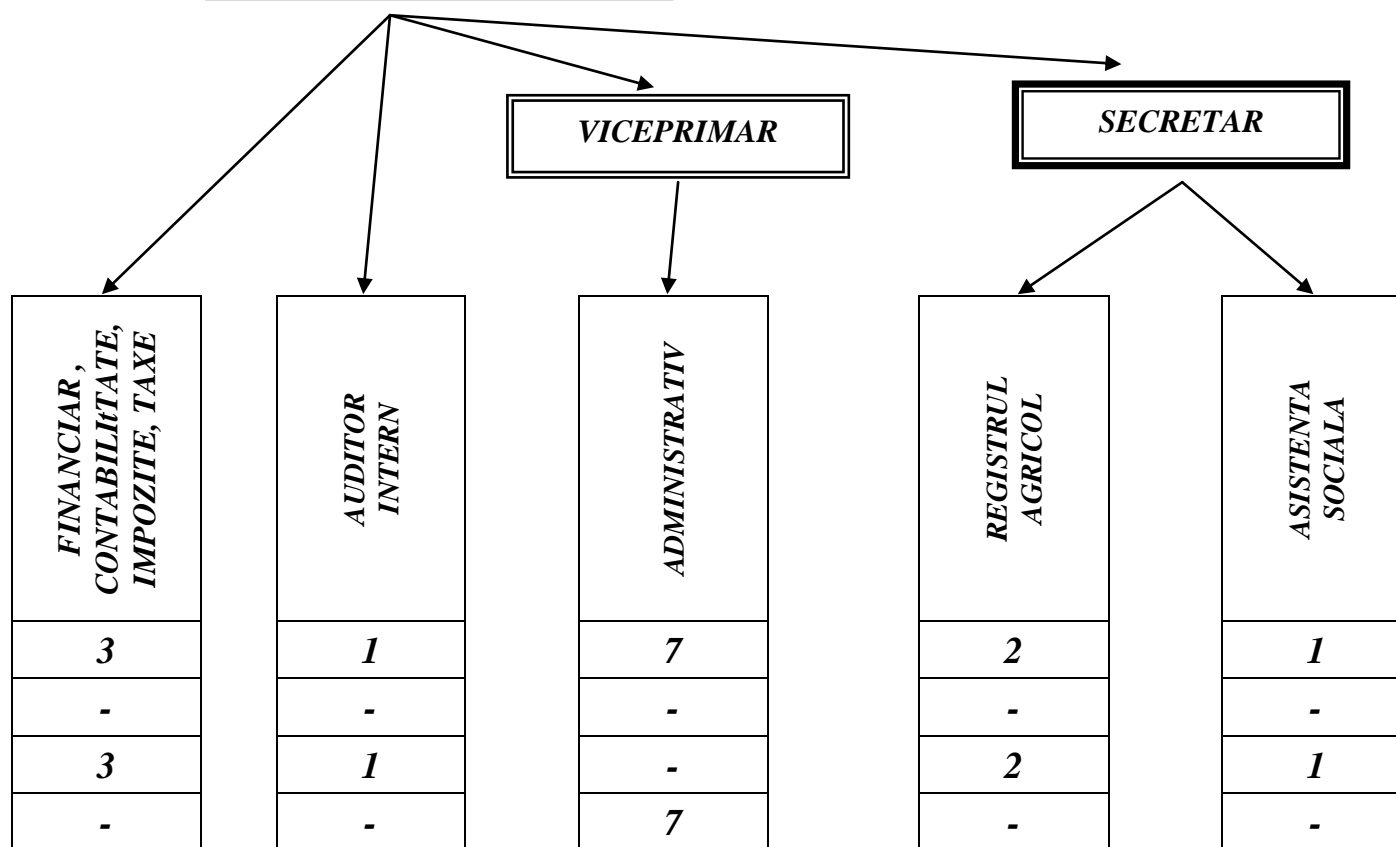 VICEPRIMAR
SECRETAR
FINANCIAR ,
CONTABILItTATE,
IMPOZITE, TAXE
AUDITOR
INTERN
ADMINISTRATIV
REGISTRUL
AGRICOL
ASISTENTA
SOCIALA
3 1 7 2 1
- - - - -
3 1 - 2 1
- - 7 - -